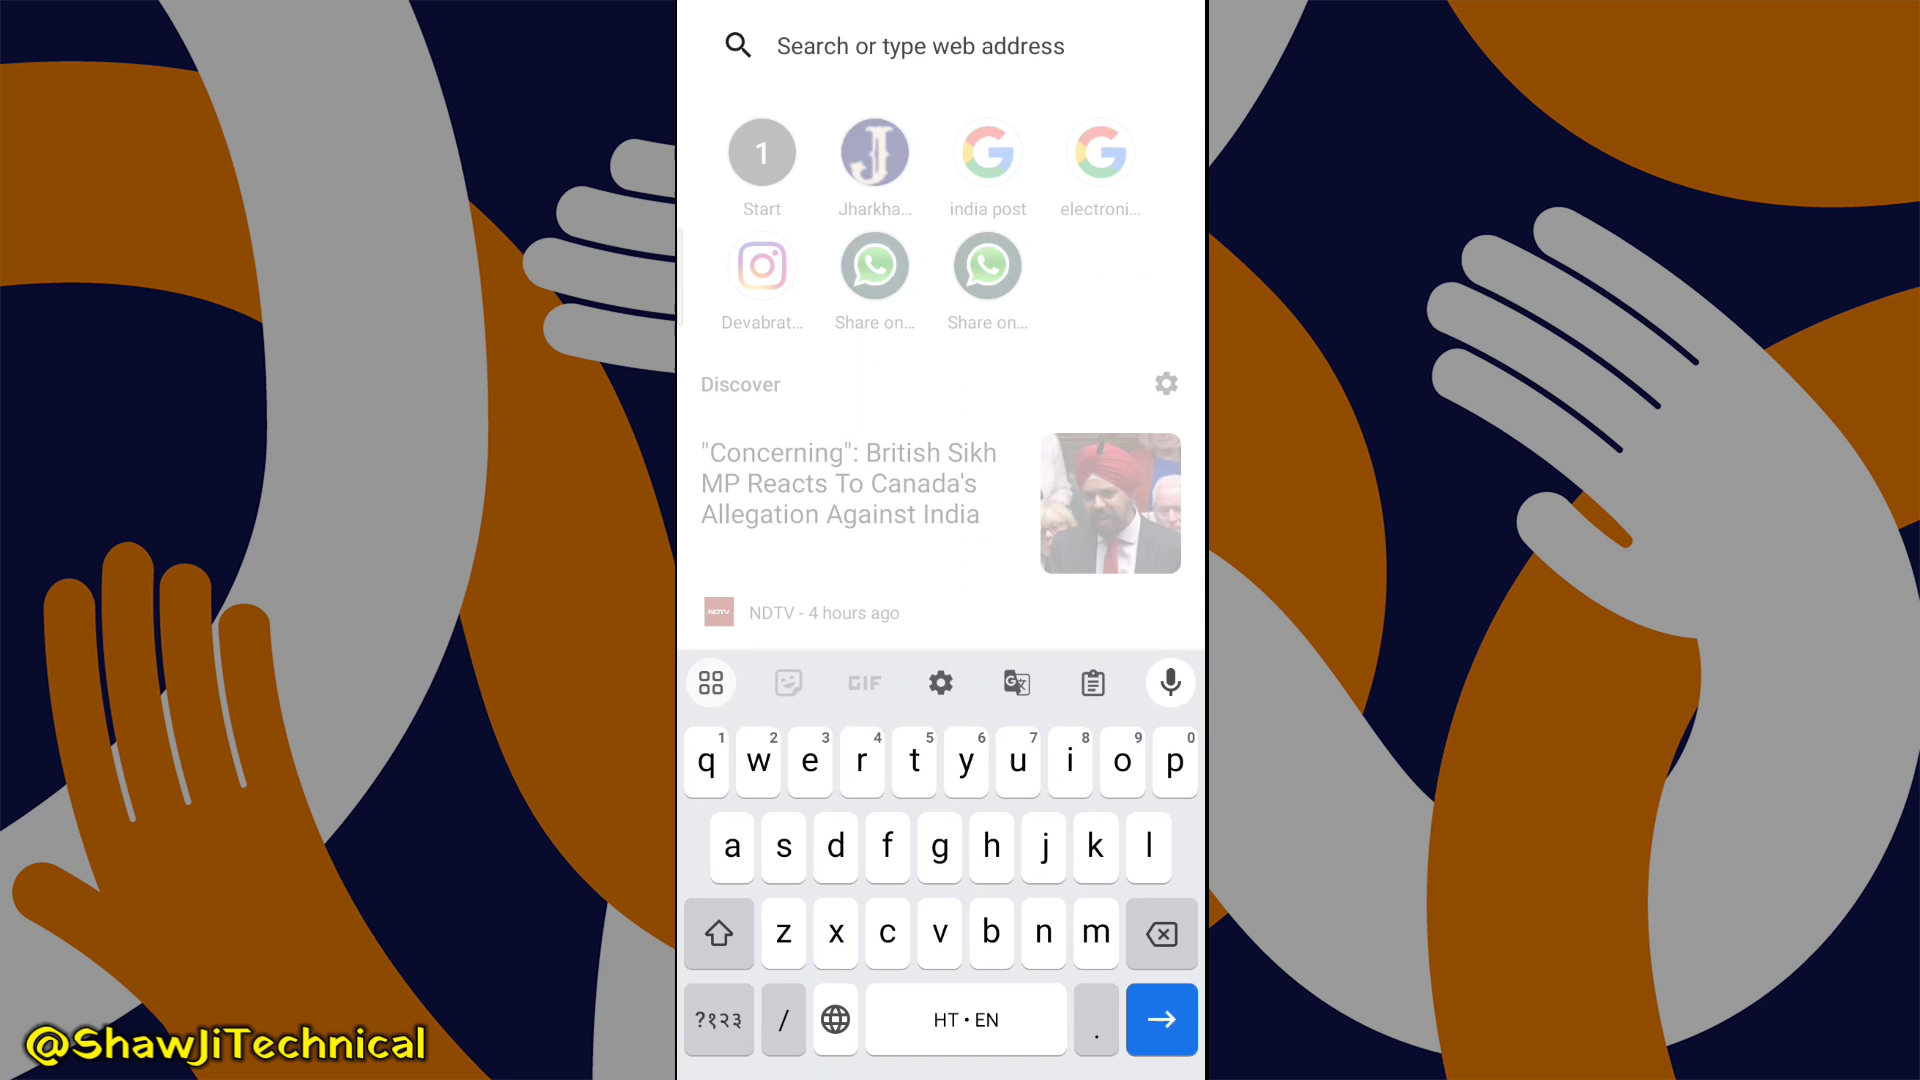 Search or type web address
1
Start
Jharkha...
india post
electroni...
Devabrat...
Share on...
Share on...
Discover
"Concerning": British Sikh
MP Reacts To Canada's
Allegation Against India
NDTV
NDTV - 4 hours ago
GIF
1 2 3 4 5 6 7 8 9 0
q w e r t y u i o p
a s d f g h j k l
z x c v b n m
?१२३ / HT • EN .
@ShawJiTechnical